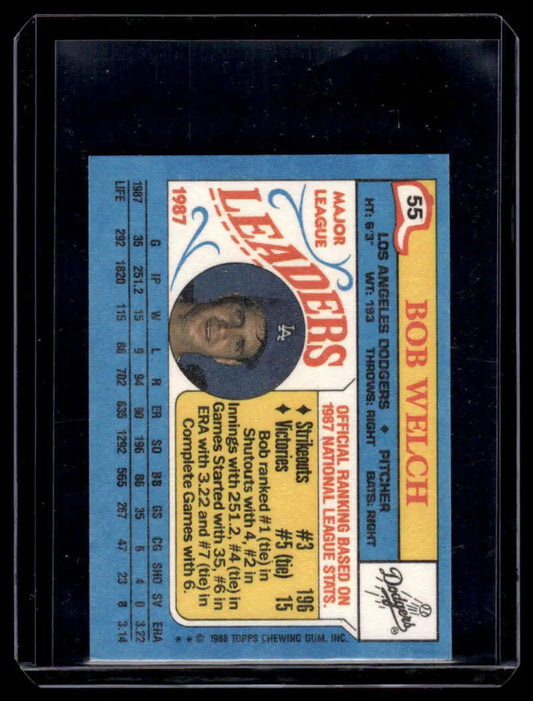 55 BOB WELCH
LOS ANGELES DODGERS ♦ PITCHER
HT: 6'3" WT: 193 THROWS: RIGHT BATS: RIGHT
Dodgers ®
MAJOR
LEAGUE
LEADERS
1987
LA
OFFICIAL RANKING BASED ON
1987 NATIONAL LEAGUE STATS.
♦ Strikeouts #3 196
♦ Victories #5 (tie) 15
Bob ranked #1 (tie) in
Shutouts with 4, #2 in
Innings with 251.2, #4 (tie) in
Games Started with 35, #6 in
ERA with 3.22 and #7 (tie) in
Complete Games with 6.
** © 1988 TOPPS CHEWING GUM, INC.
G IP W L R ER SO BB GS CG SHO SV ERA
1987 35 251.2 15 9 94 90 196 86 35 6 4 0 3.22
LIFE 292 1820 115 86 702 635 1292 565 267 47 23 8 3.14